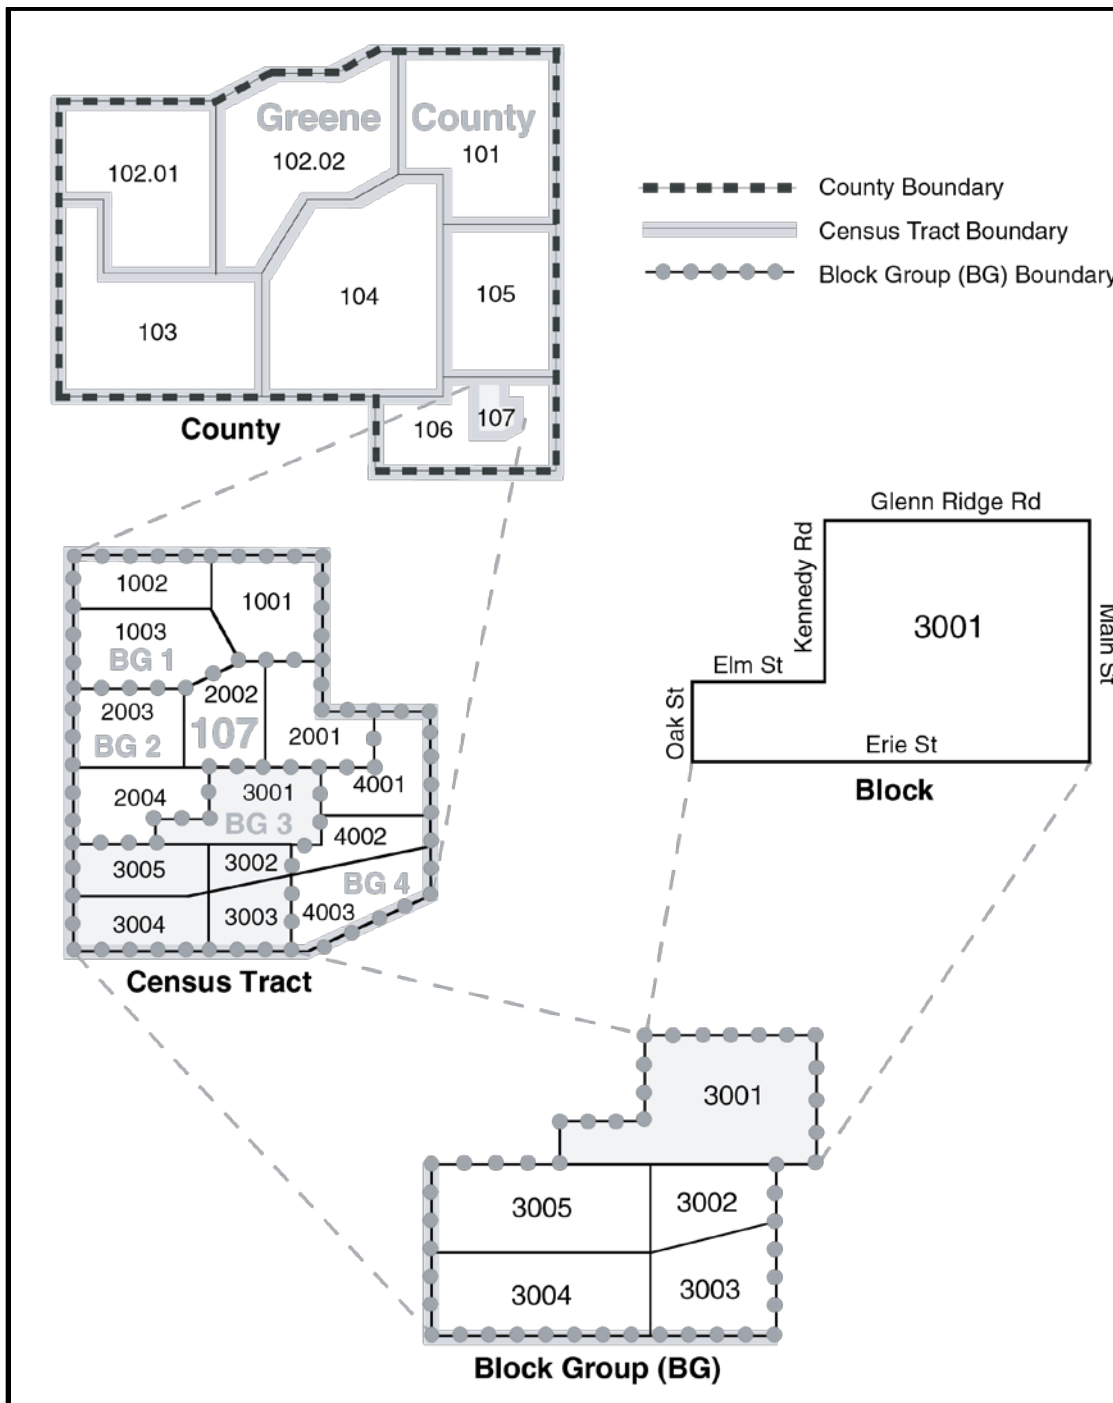 Greene County
102.01
102.02
101
104
105
103
106
107
County
County Boundary
Census Tract Boundary
Block Group (BG) Boundary
Glenn Ridge Rd
Kennedy Rd
3001
Main St
Elm St
Oak St
Erie St
Block
1002
1001
1003
BG 1
2002
2003
107
BG 2
2001
4001
3001
2004
BG 3
4002
3005
3002
BG 4
4003
3004
3003
Census Tract
3001
3005
3002
3004
3003
Block Group (BG)